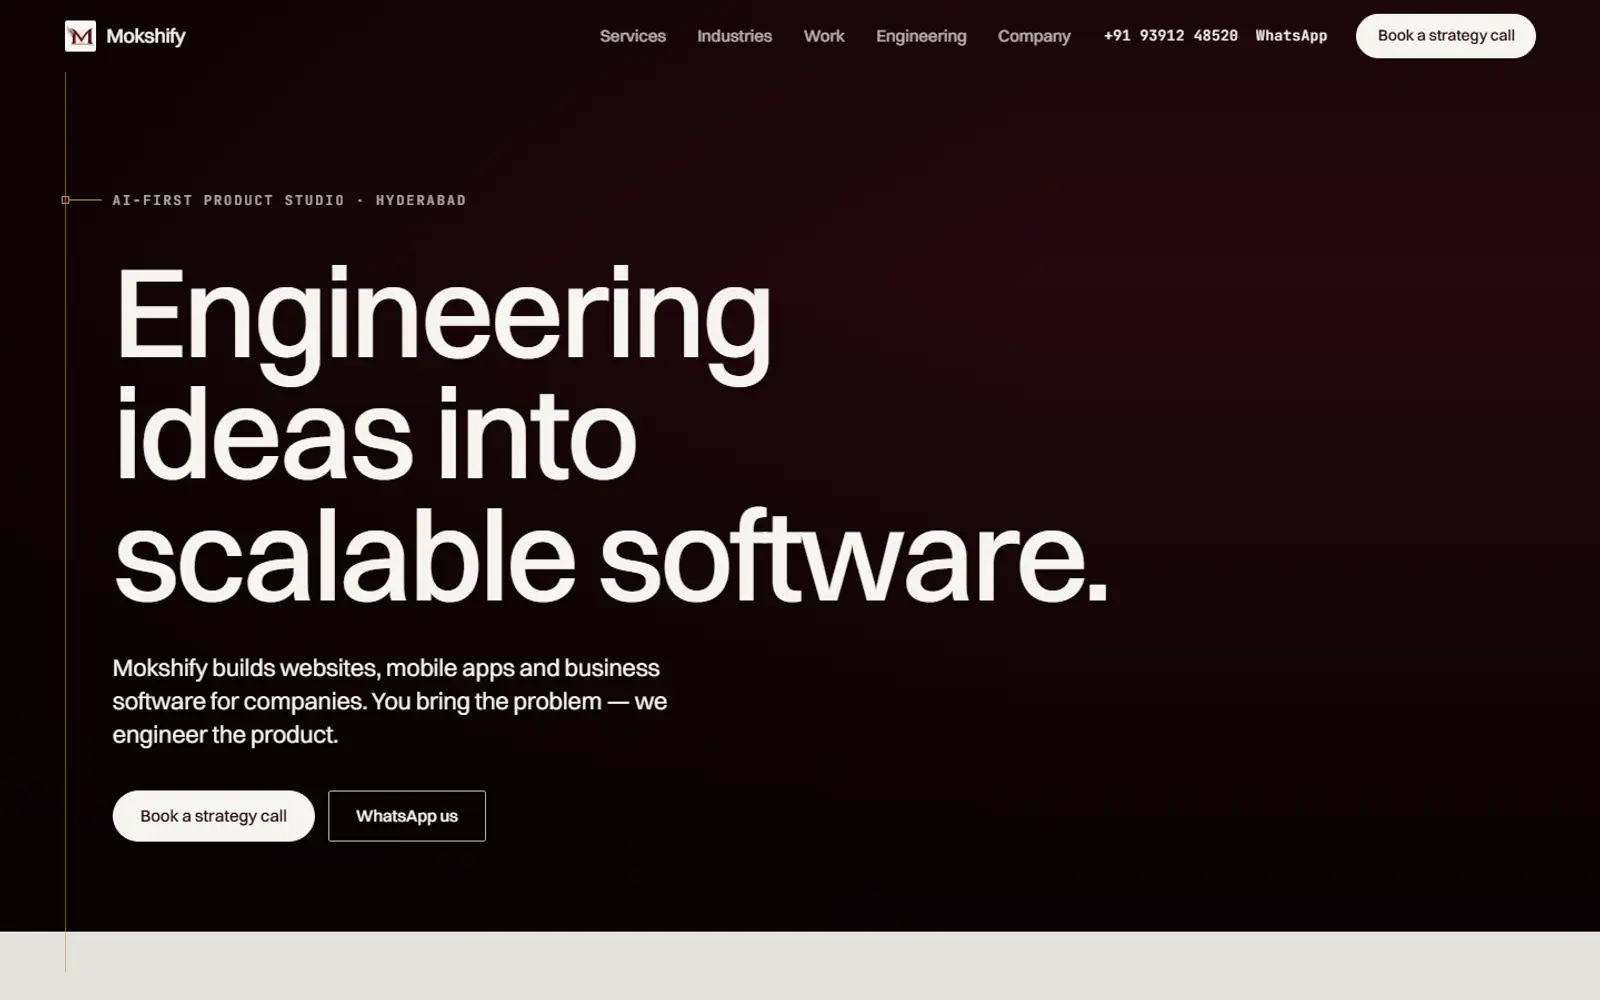 Mokshify
Services Industries Work Engineering Company +91 93912 48520 WhatsApp Book a strategy call
AI-FIRST PRODUCT STUDIO · HYDERABAD
Engineering
ideas into
scalable software.
Mokshify builds websites, mobile apps and business
software for companies. You bring the problem — we
engineer the product.
Book a strategy call WhatsApp us